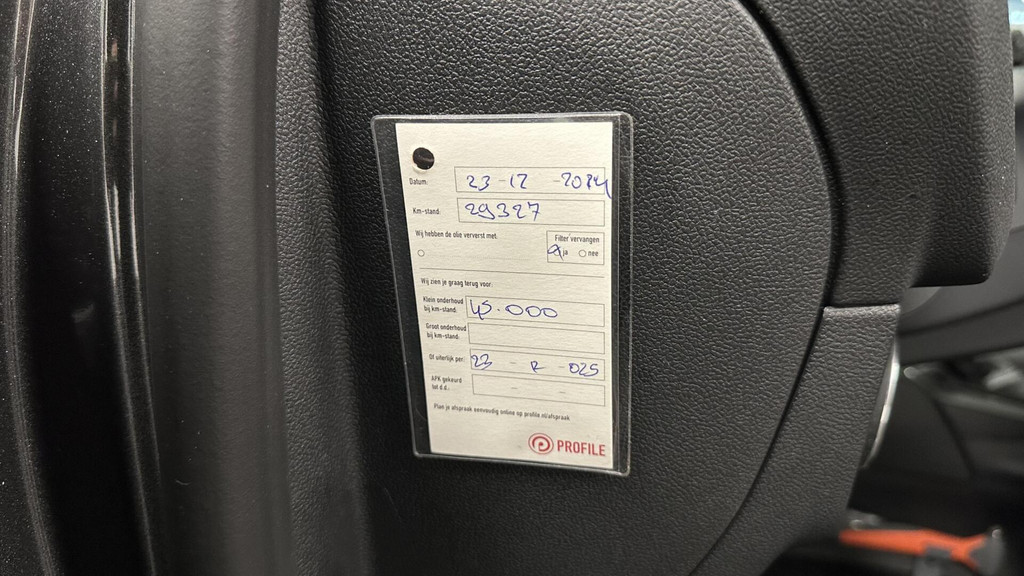 Datum: 23 -12 -2024
Km-stand: 29327
Wij hebben de olie ververst met:
Filter vervangen
ja nee
Wij zien je graag terug voor:
Klein onderhoud
bij km-stand: 45.000
Groot onderhoud
bij km-stand:
Of uiterlijk per: 23 - 12 - 025
APK gekeurd
tot d.d.: - -
Plan je afspraak eenvoudig online op profile.nl/afspraak
PROFILE